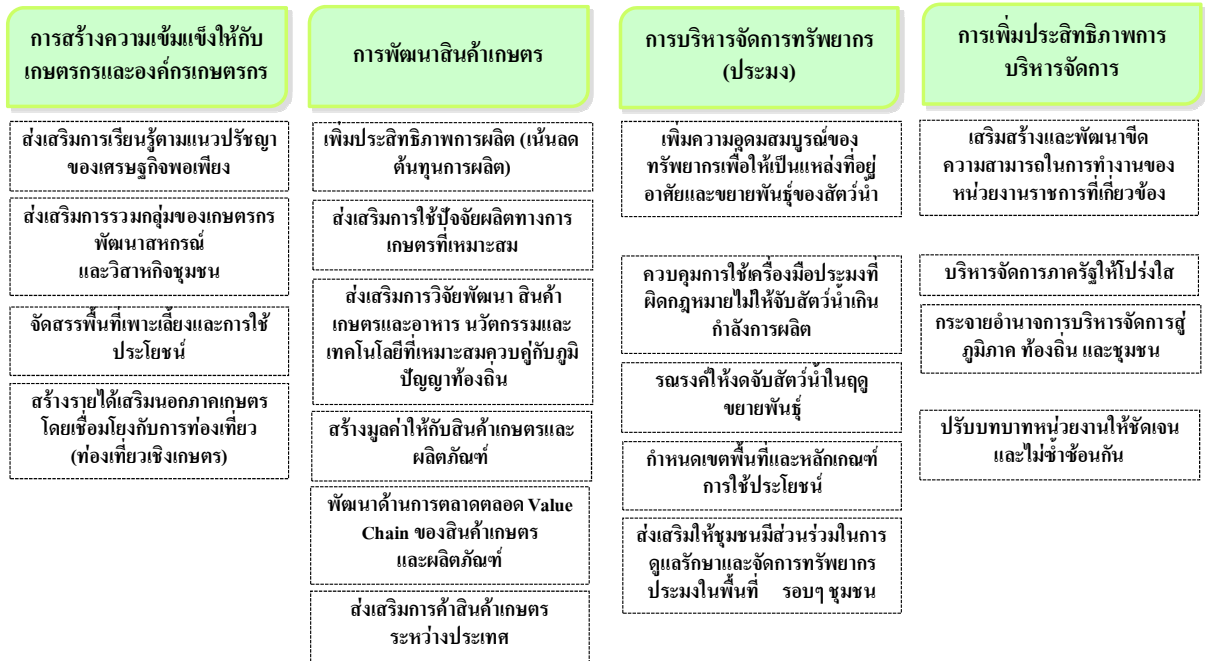 การสร้างความเข้มแข็งให้กับ
เกษตรกรและองค์กรเกษตรกร
ส่งเสริมการเรียนรู้ตามแนวปรัชญา
ของเศรษฐกิจพอเพียง
ส่งเสริมการรวมกลุ่มของเกษตรกร
พัฒนาสหกรณ์
และวิสาหกิจชุมชน
จัดสรรพื้นที่เพาะเลี้ยงและการใช้
ประโยชน์
สร้างรายได้เสริมนอกภาคเกษตร
โดยเชื่อมโยงกับการท่องเที่ยว
(ท่องเที่ยวเชิงเกษตร)
การพัฒนาสินค้าเกษตร
เพิ่มประสิทธิภาพการผลิต (เน้นลด
ต้นทุนการผลิต)
ส่งเสริมการใช้ปัจจัยผลิตทางการ
เกษตรที่เหมาะสม
ส่งเสริมการวิจัยพัฒนา สินค้า
เกษตรและอาหาร นวัตกรรมและ
เทคโนโลยีที่เหมาะสมควบคู่กับภูมิ
ปัญญาท้องถิ่น
สร้างมูลค่าให้กับสินค้าเกษตรและ
ผลิตภัณฑ์
พัฒนาด้านการตลาดตลอด Value
Chain ของสินค้าเกษตร
และผลิตภัณฑ์
ส่งเสริมการค้าสินค้าเกษตร
ระหว่างประเทศ
การบริหารจัดการทรัพยากร
(ประมง)
เพิ่มความอุดมสมบูรณ์ของ
ทรัพยากรเพื่อให้เป็นแหล่งที่อยู่
อาศัยและขยายพันธุ์ของสัตว์น้ำ
ควบคุมการใช้เครื่องมือประมงที่
ผิดกฎหมายไม่ให้จับสัตว์น้ำเกิน
กำลังการผลิต
รณรงค์ให้งดจับสัตว์น้ำในฤดู
ขยายพันธุ์
กำหนดเขตพื้นที่และหลักเกณฑ์
การใช้ประโยชน์
ส่งเสริมให้ชุมชนมีส่วนร่วมในการ
ดูแลรักษาและจัดการทรัพยากร
ประมงในพื้นที่ รอบๆ ชุมชน
การเพิ่มประสิทธิภาพการ
บริหารจัดการ
เสริมสร้างและพัฒนาขีด
ความสามารถในการทำงานของ
หน่วยงานราชการที่เกี่ยวข้อง
บริหารจัดการภาครัฐให้โปร่งใส
กระจายอำนาจการบริหารจัดการสู่
ภูมิภาค ท้องถิ่น และชุมชน
ปรับบทบาทหน่วยงานให้ชัดเจน
และไม่ซ้ำซ้อนกัน